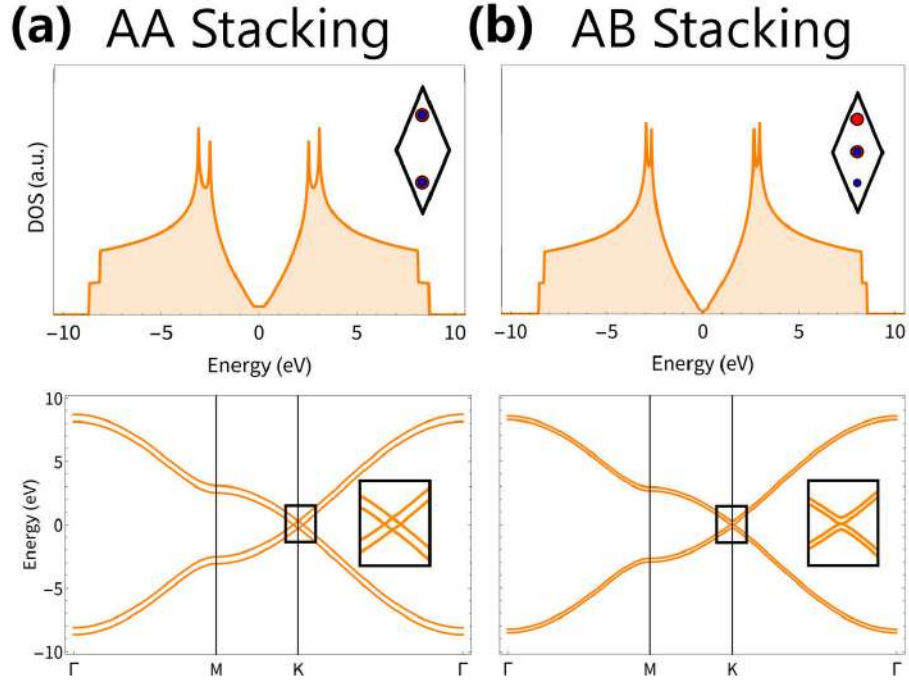 (a) AA Stacking
(b) AB Stacking
DOS (a.u.)
−10 −5 0 5 10
Energy (eV)
−10 −5 0 5 10
Energy (eV)
Energy (eV)
10
5
0
−5
−10
Γ M K Γ
Γ M K Γ